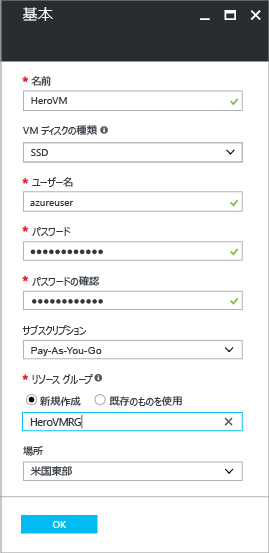 基本
* 名前
HeroVM
VM ディスクの種類
SSD
* ユーザー名
azureuser
* パスワード
●●●●●●●●●●●●
* パスワードの確認
●●●●●●●●●●●●
サブスクリプション
Pay-As-You-Go
* リソース グループ
新規作成 既存のものを使用
HeroVMRG
場所
米国東部
OK